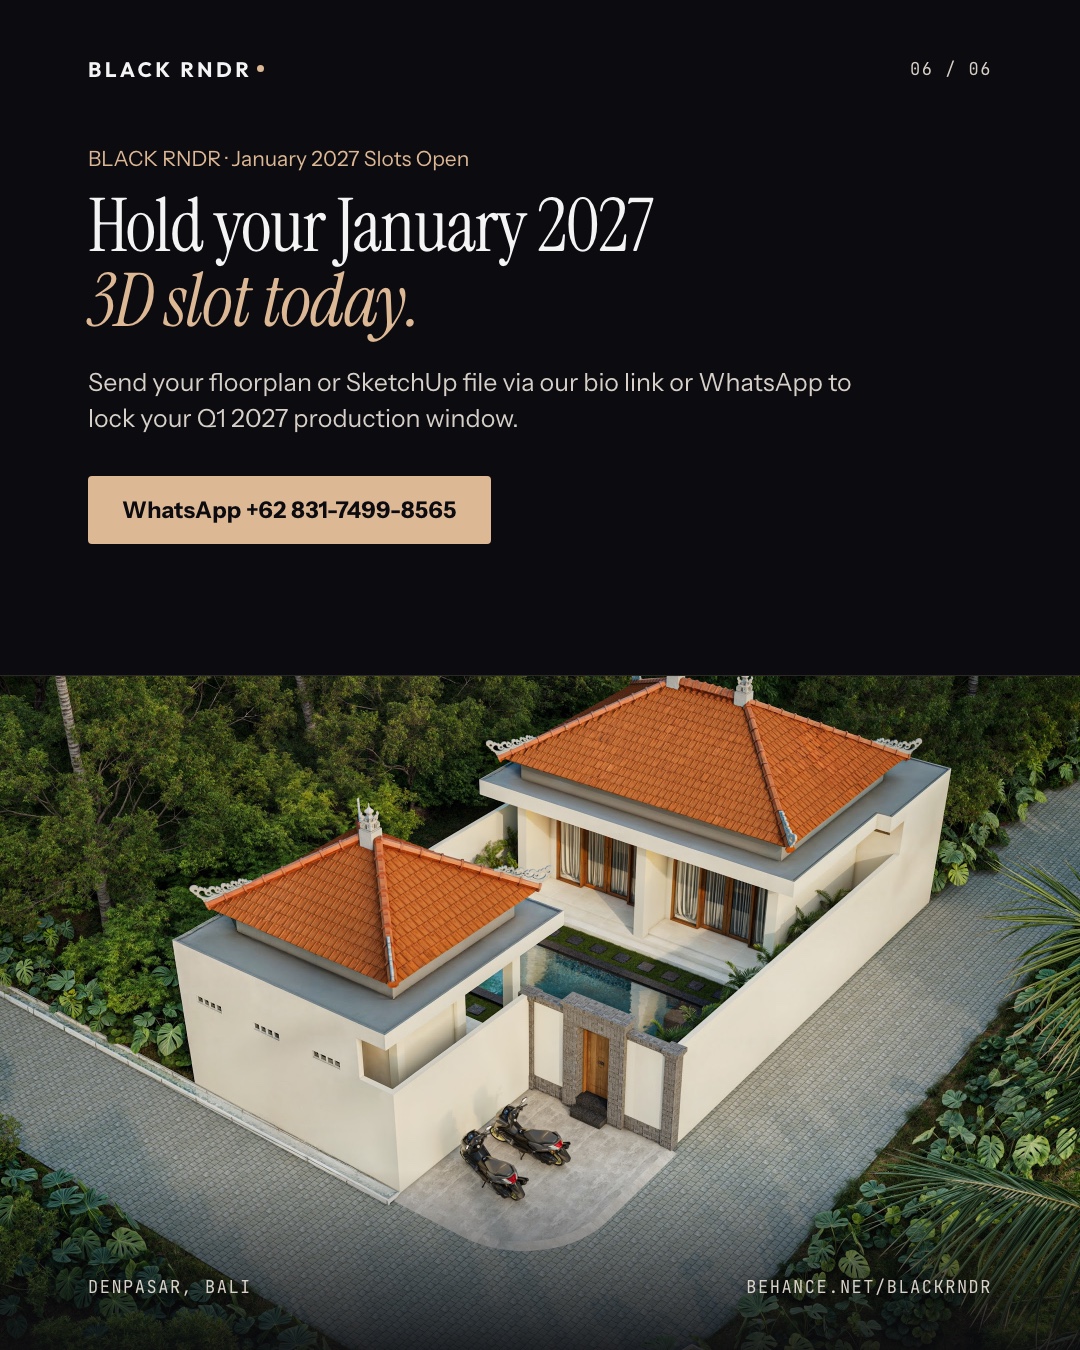 BLACK RNDR
06 / 06
BLACK RNDR · January 2027 Slots Open
Hold your January 2027
3D slot today.
Send your floorplan or SketchUp file via our bio link or WhatsApp to
lock your Q1 2027 production window.
WhatsApp +62 831-7499-8565
DENPASAR, BALI
BEHANCE.NET/BLACKRNDR